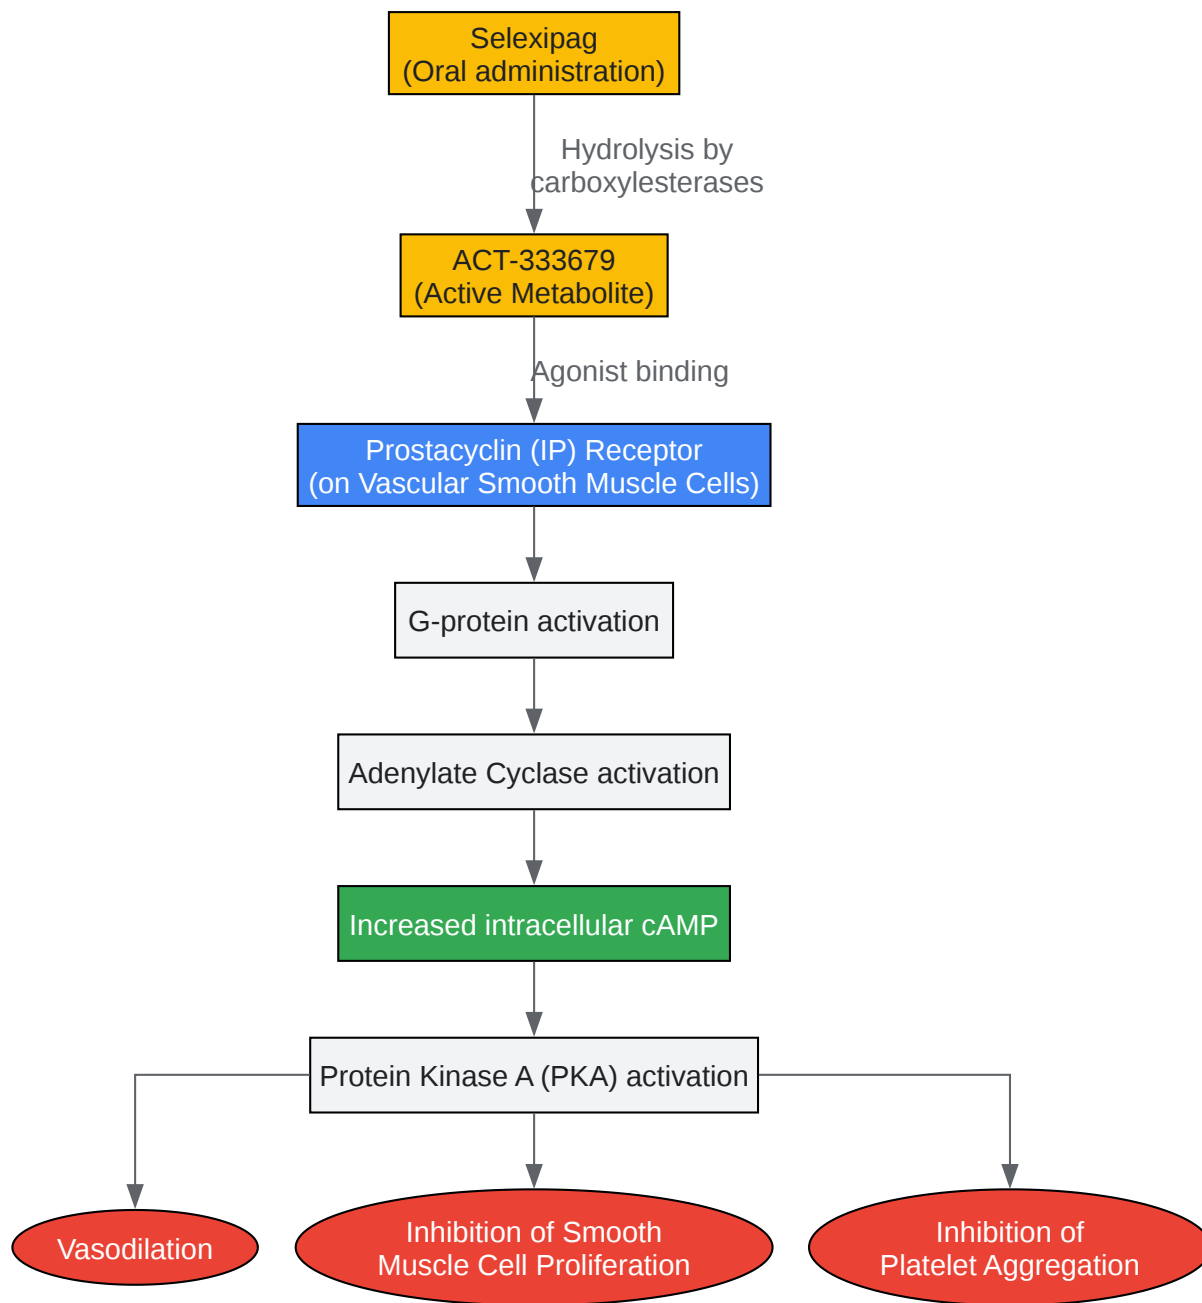 Selexipag
(Oral administration)
Hydrolysis by
carboxylesterases
ACT-333679
(Active Metabolite)
Agonist binding
Prostacyclin (IP) Receptor
(on Vascular Smooth Muscle Cells)
G-protein activation
Adenylate Cyclase activation
Increased intracellular cAMP
Protein Kinase A (PKA) activation
Vasodilation
Inhibition of Smooth
Muscle Cell Proliferation
Inhibition of
Platelet Aggregation